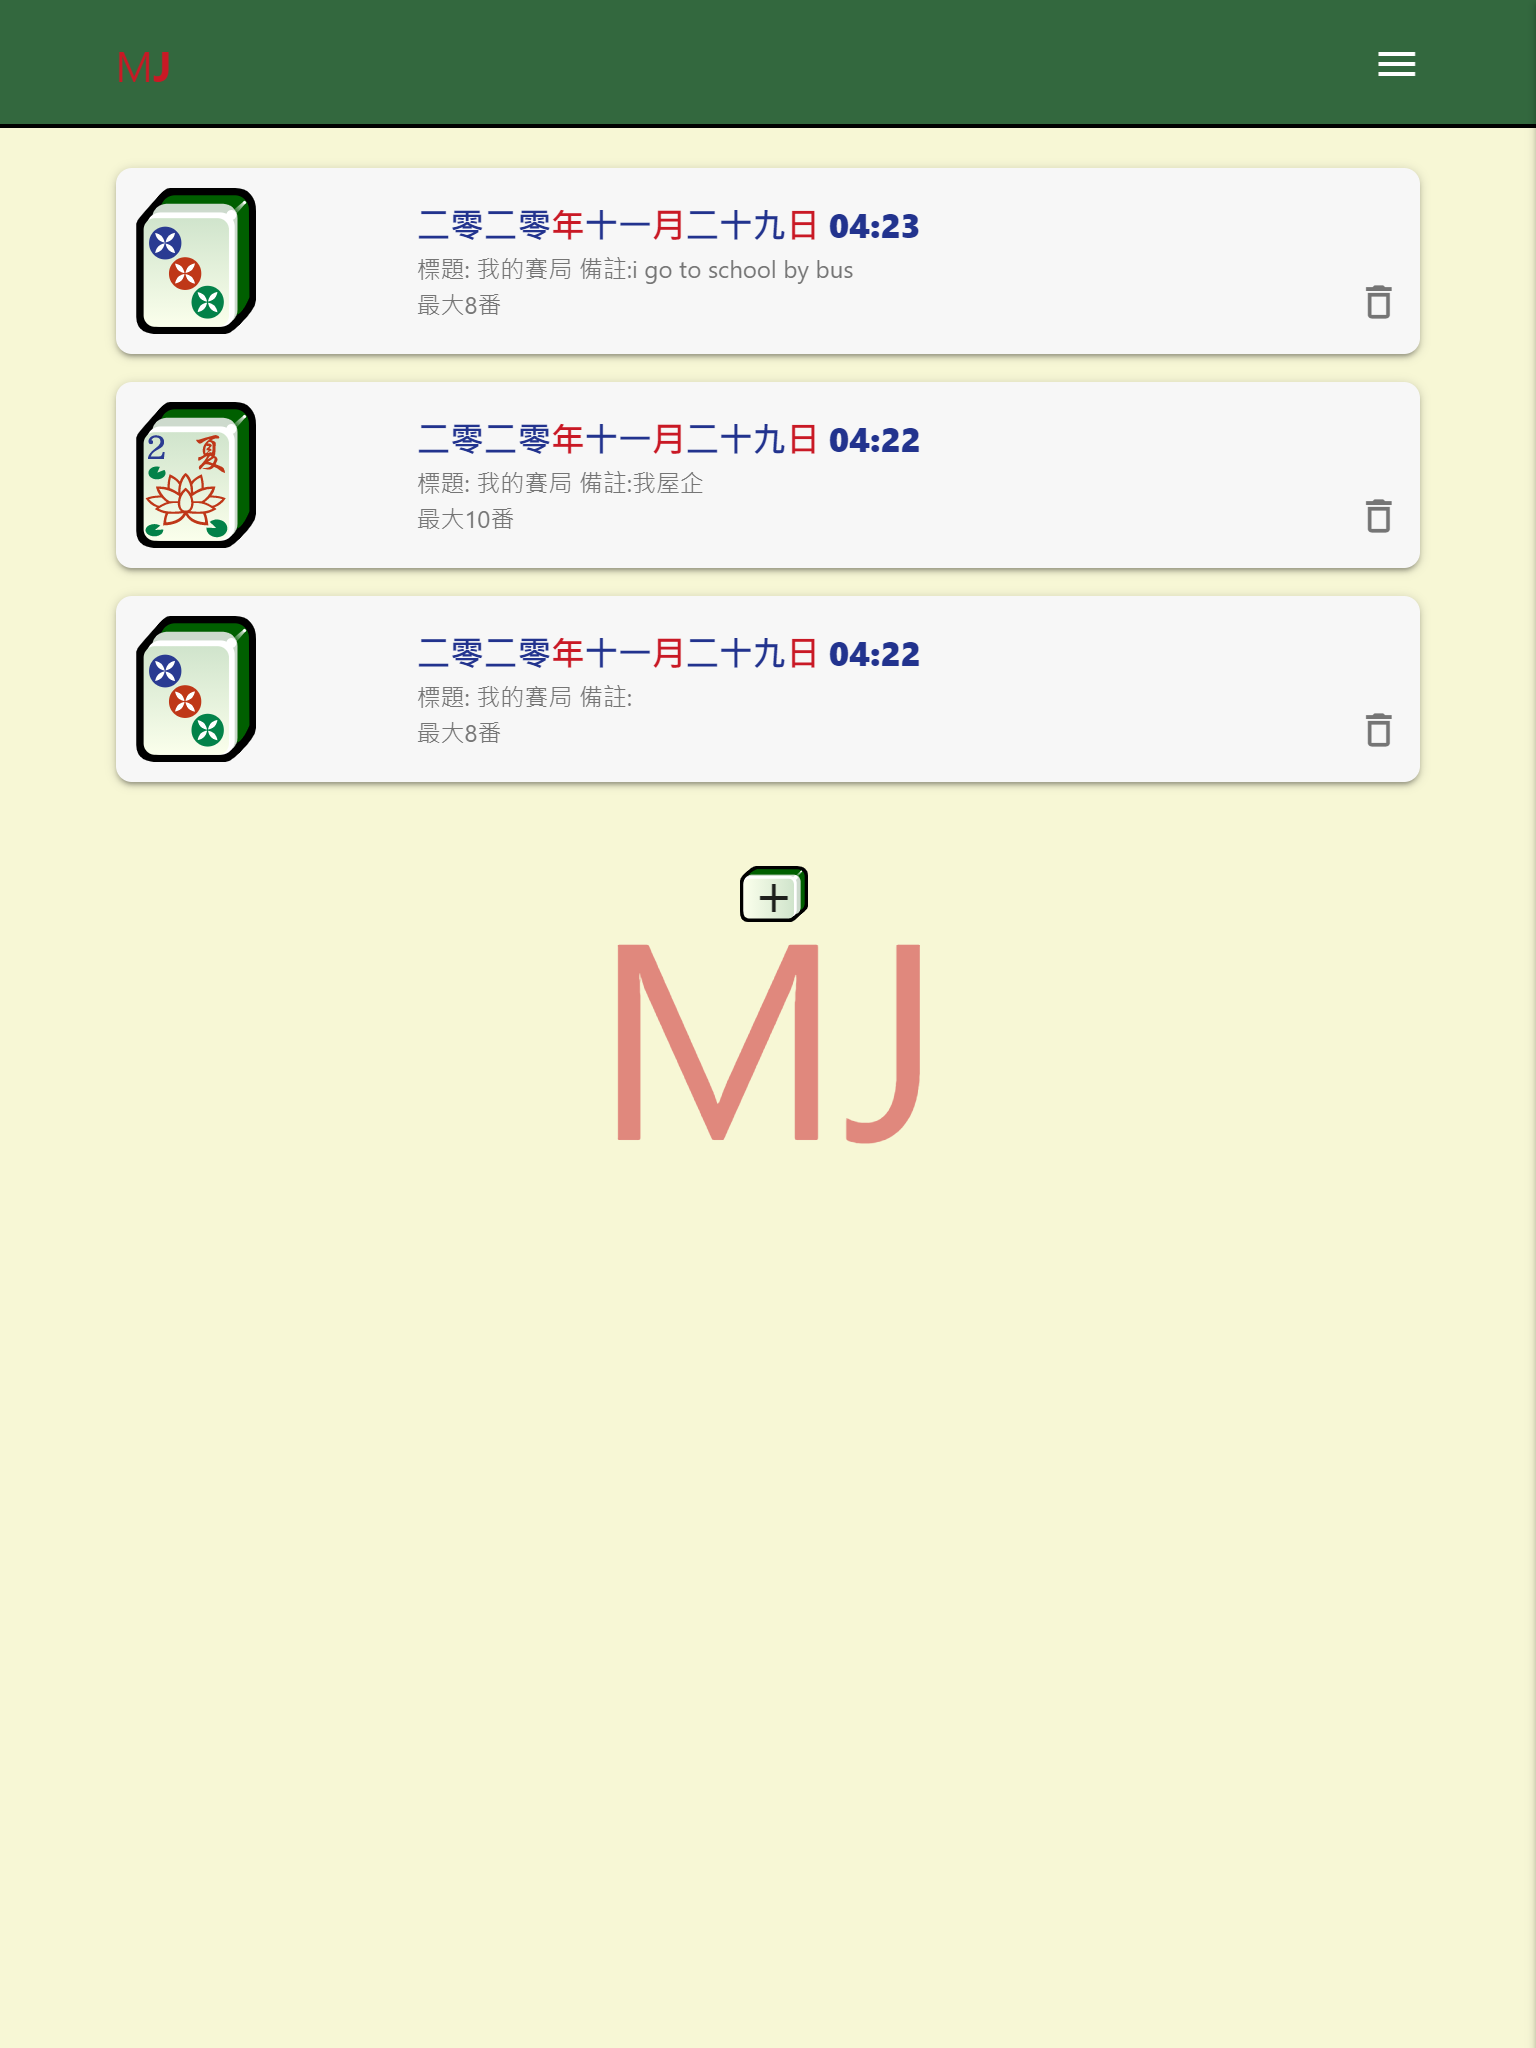 MJ
二零二零年十一月二十九日 04:23
標題: 我的賽局 備註:i go to school by bus
最大8番
2 夏
二零二零年十一月二十九日 04:22
標題: 我的賽局 備註:我屋企
最大10番
二零二零年十一月二十九日 04:22
標題: 我的賽局 備註:
最大8番
+
MJ